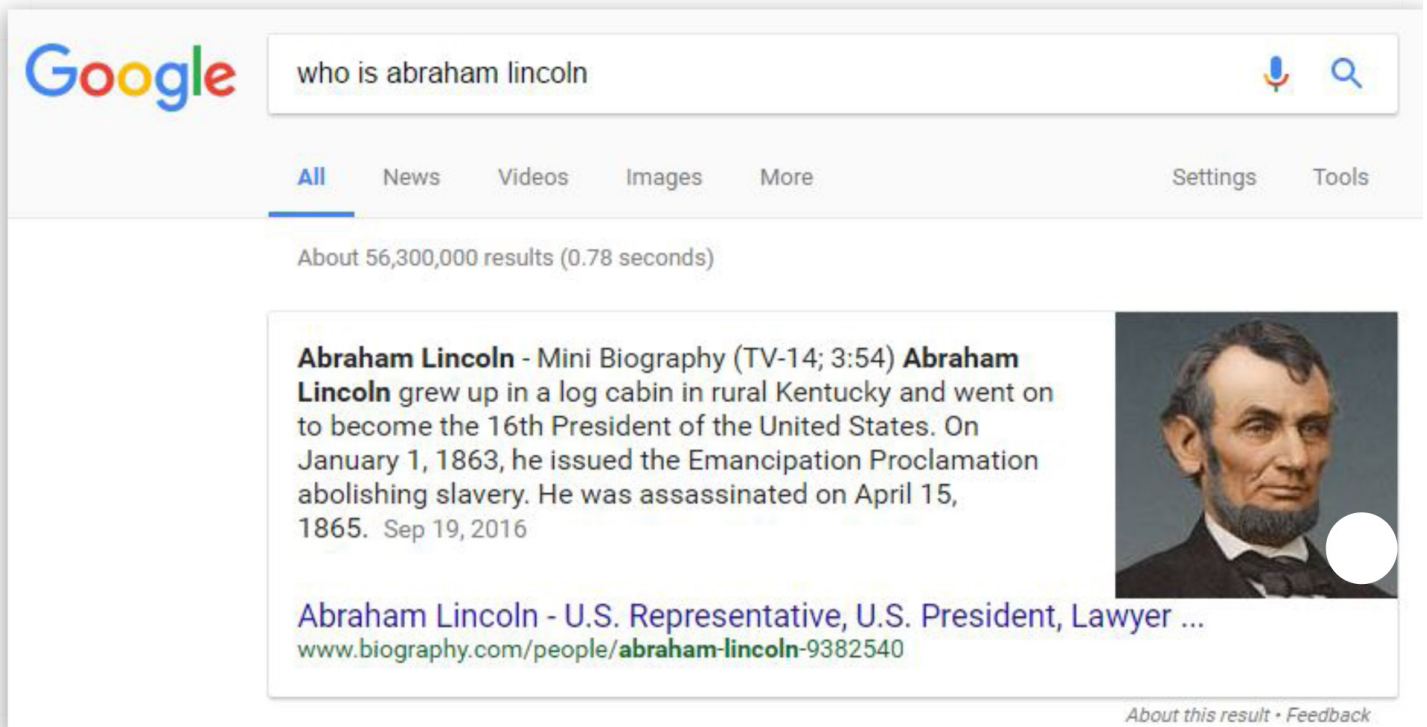 Google
who is abraham lincoln
All News Videos Images More Settings Tools
About 56,300,000 results (0.78 seconds)
Abraham Lincoln - Mini Biography (TV-14; 3:54) Abraham
Lincoln grew up in a log cabin in rural Kentucky and went on
to become the 16th President of the United States. On
January 1, 1863, he issued the Emancipation Proclamation
abolishing slavery. He was assassinated on April 15,
1865. Sep 19, 2016
Abraham Lincoln - U.S. Representative, U.S. President, Lawyer ...
www.biography.com/people/abraham-lincoln-9382540
About this result • Feedback